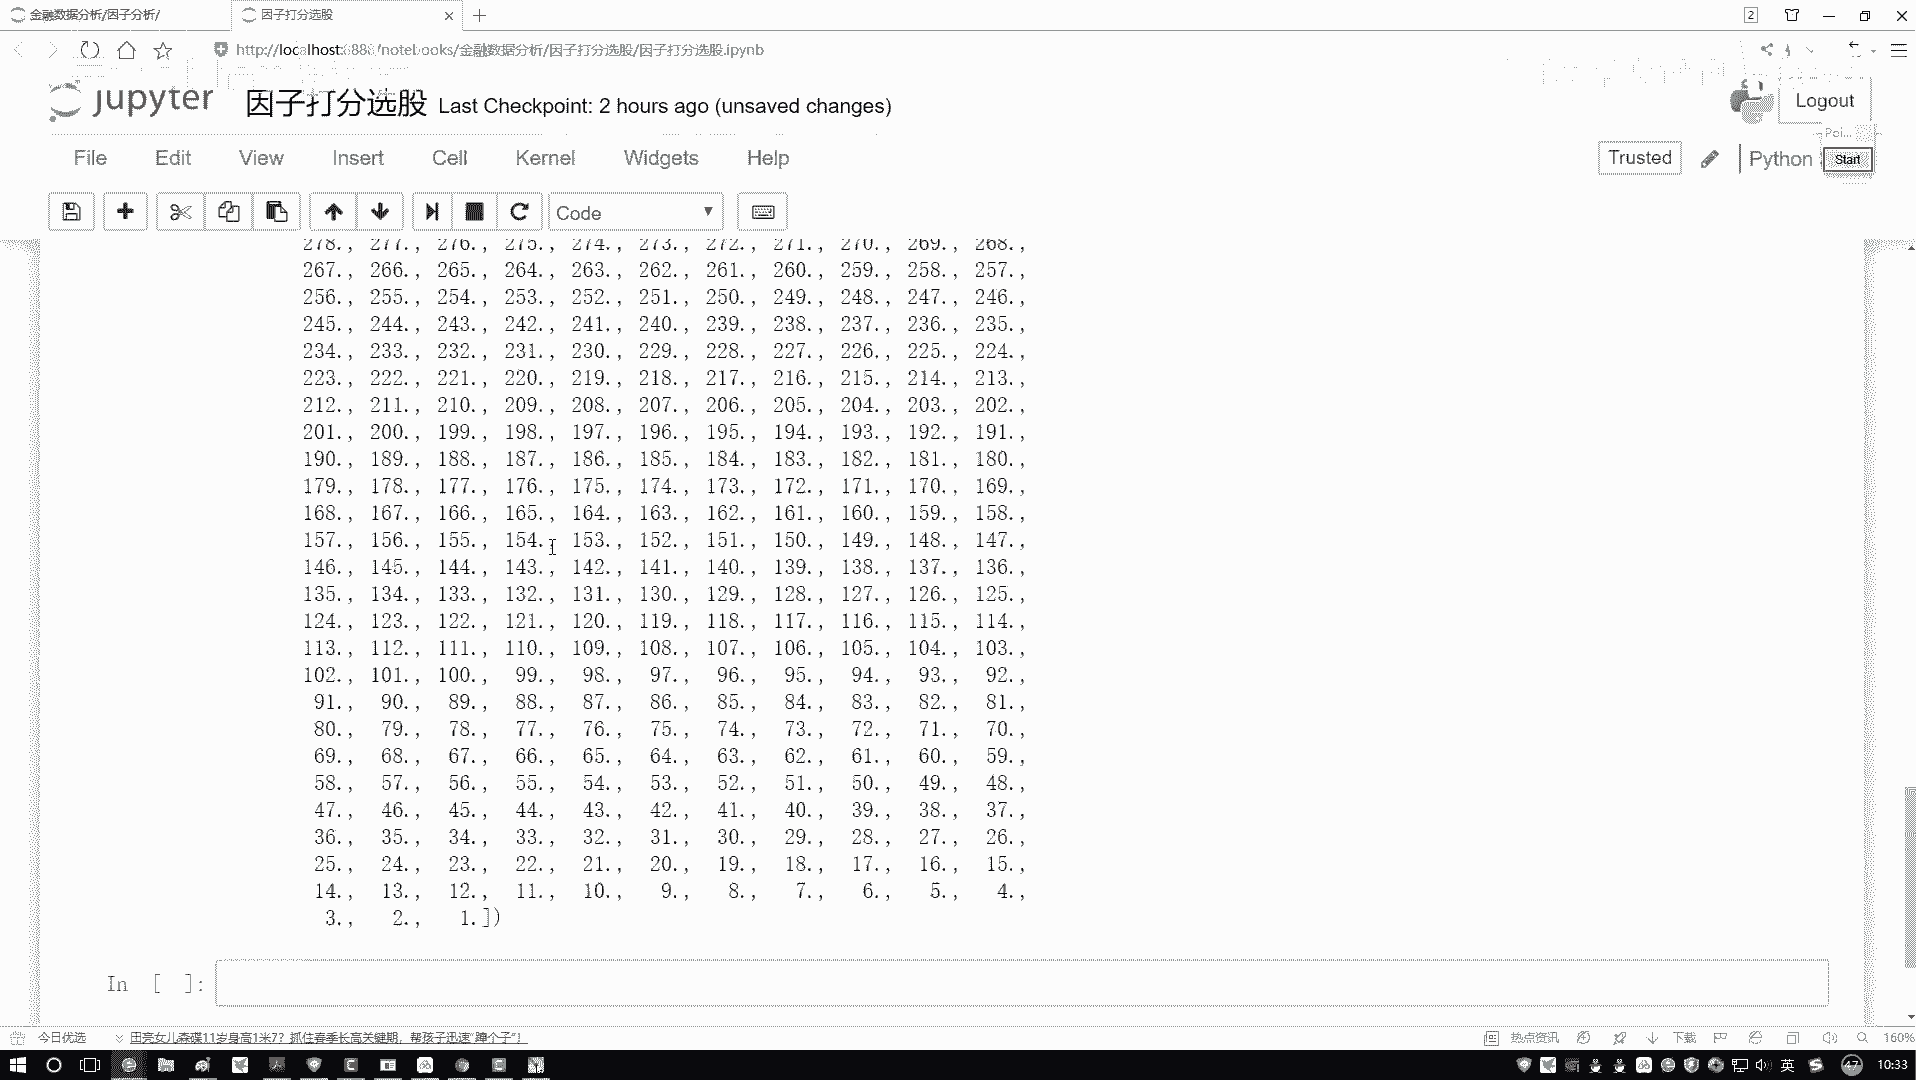 金融数据分析/因子分析/
因子打分选股
2
http://localhost:888/notebooks/金融数据分析/因子打分选股/因子打分选股.ipynb
jupyter
因子打分选股 Last Checkpoint: 2 hours ago (unsaved changes)
Logout
Poi...
File Edit View Insert Cell Kernel Widgets Help
Trusted Python Start
Code
278., 277., 276., 275., 274., 273., 272., 271., 270., 269., 268.,
267., 266., 265., 264., 263., 262., 261., 260., 259., 258., 257.,
256., 255., 254., 253., 252., 251., 250., 249., 248., 247., 246.,
245., 244., 243., 242., 241., 240., 239., 238., 237., 236., 235.,
234., 233., 232., 231., 230., 229., 228., 227., 226., 225., 224.,
223., 222., 221., 220., 219., 218., 217., 216., 215., 214., 213.,
212., 211., 210., 209., 208., 207., 206., 205., 204., 203., 202.,
201., 200., 199., 198., 197., 196., 195., 194., 193., 192., 191.,
190., 189., 188., 187., 186., 185., 184., 183., 182., 181., 180.,
179., 178., 177., 176., 175., 174., 173., 172., 171., 170., 169.,
168., 167., 166., 165., 164., 163., 162., 161., 160., 159., 158.,
157., 156., 155., 154., 153., 152., 151., 150., 149., 148., 147.,
146., 145., 144., 143., 142., 141., 140., 139., 138., 137., 136.,
135., 134., 133., 132., 131., 130., 129., 128., 127., 126., 125.,
124., 123., 122., 121., 120., 119., 118., 117., 116., 115., 114.,
113., 112., 111., 110., 109., 108., 107., 106., 105., 104., 103.,
102., 101., 100., 99., 98., 97., 96., 95., 94., 93., 92.,
91., 90., 89., 88., 87., 86., 85., 84., 83., 82., 81.,
80., 79., 78., 77., 76., 75., 74., 73., 72., 71., 70.,
69., 68., 67., 66., 65., 64., 63., 62., 61., 60., 59.,
58., 57., 56., 55., 54., 53., 52., 51., 50., 49., 48.,
47., 46., 45., 44., 43., 42., 41., 40., 39., 38., 37.,
36., 35., 34., 33., 32., 31., 30., 29., 28., 27., 26.,
25., 24., 23., 22., 21., 20., 19., 18., 17., 16., 15.,
14., 13., 12., 11., 10., 9., 8., 7., 6., 5., 4.,
3., 2., 1.])
In [ ]:
今日优选 田亮女儿森碟11岁身高1米7? 抓住春季长高关键期，帮孩子迅速"蹿个子"! 热点资讯 下载 160%
英 47 10:33